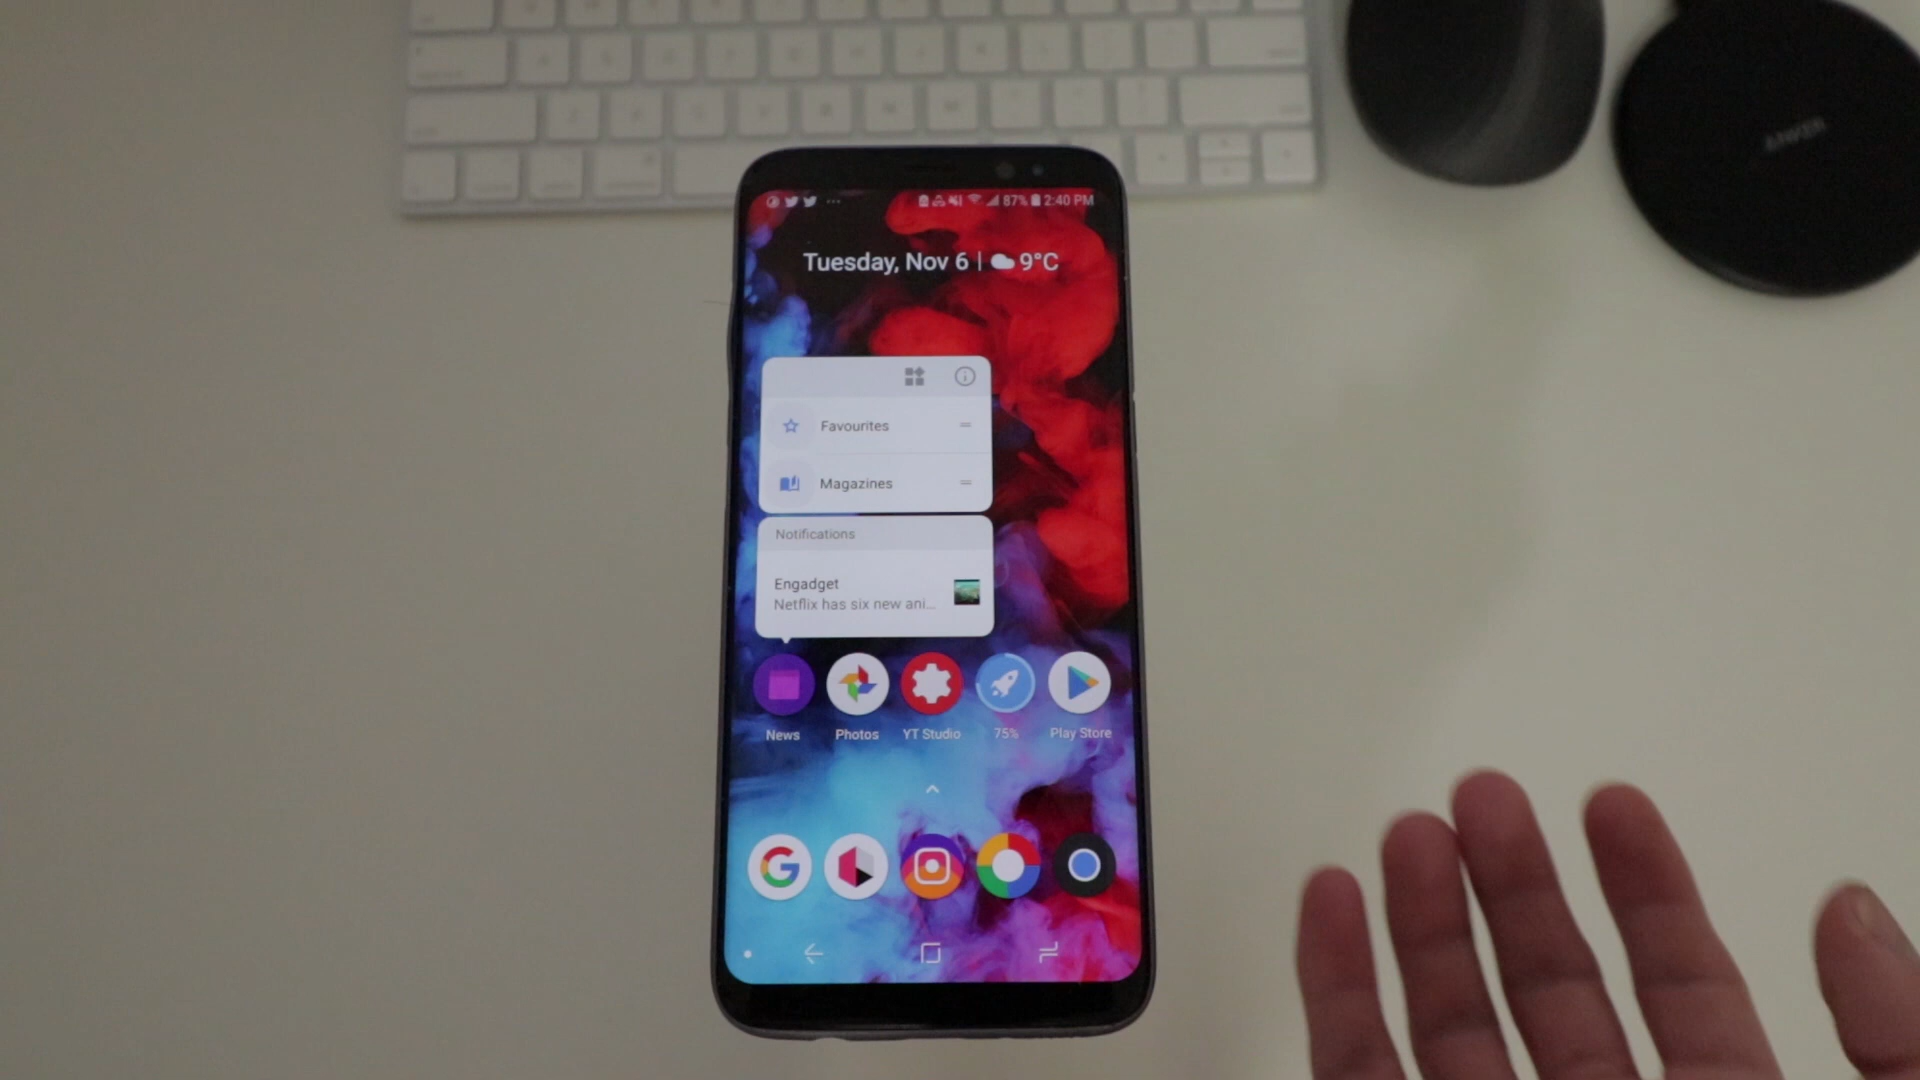 ANKER
87% 2:40 PM
Tuesday, Nov 6 | 9°C
Favourites
Magazines
Notifications
Engadget
Netflix has six new ani...
News
Photos
YT Studio
75%
Play Store